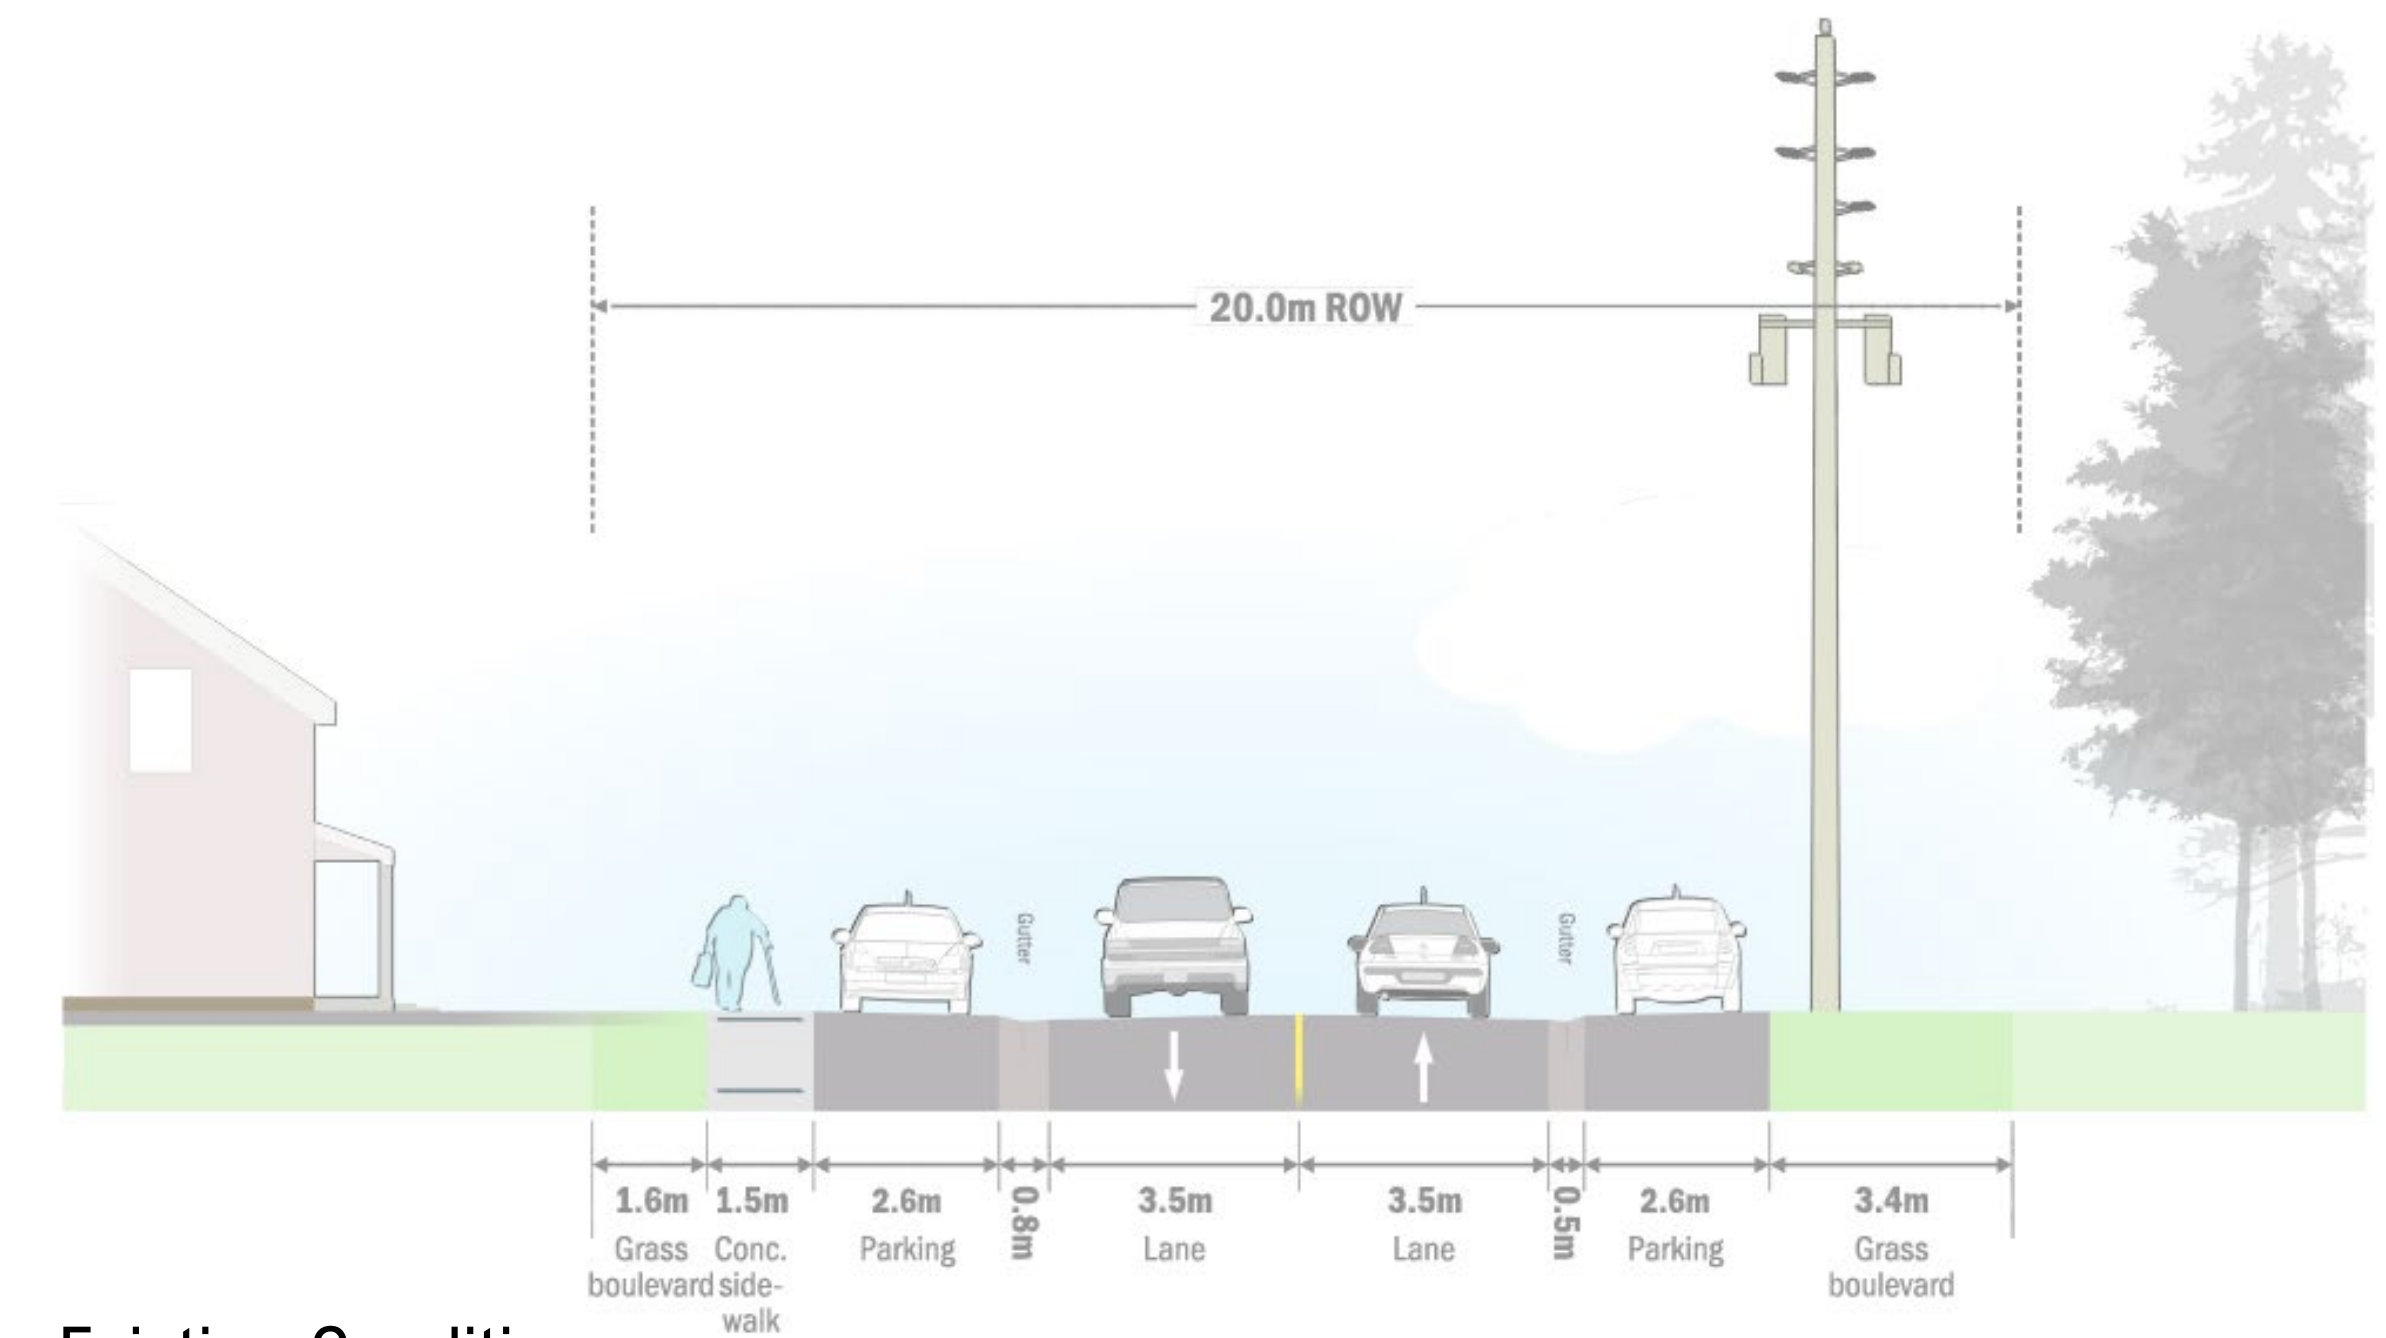 20.0m ROW
Gutter
Gutter
1.6m
Grass
boulevard
1.5m
Conc.
side-
walk
2.6m
Parking
0.8m
3.5m
Lane
3.5m
Lane
0.5m
2.6m
Parking
3.4m
Grass
boulevard